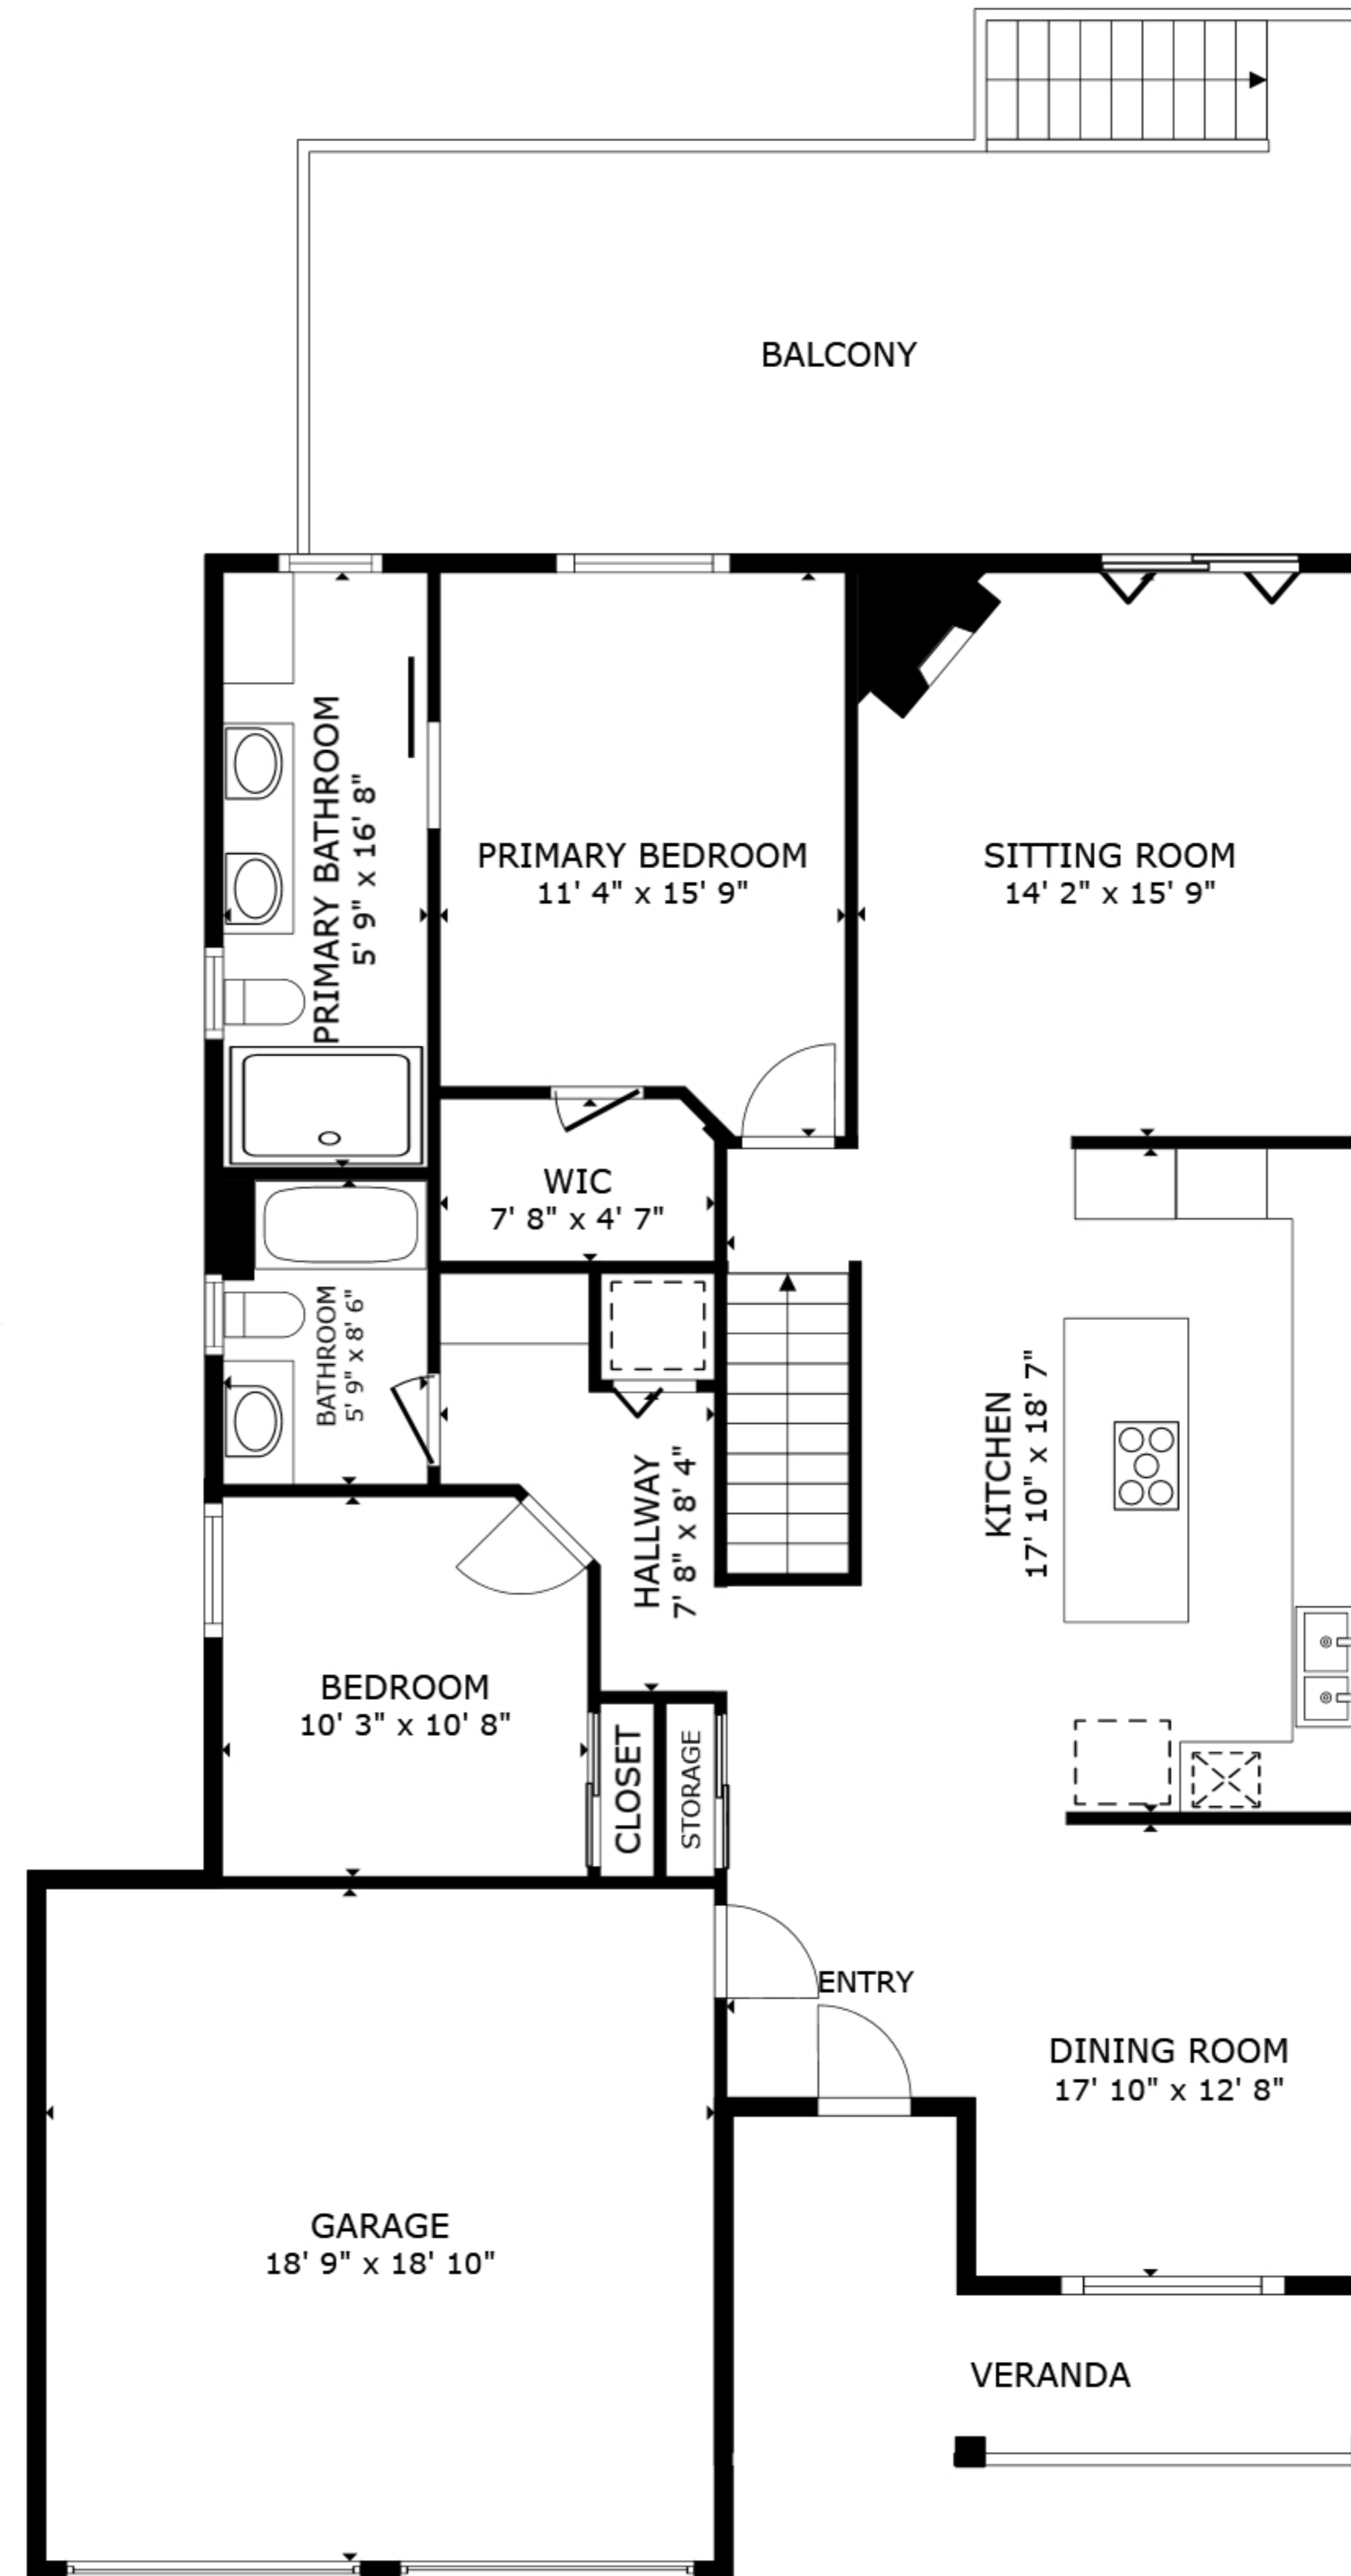 BALCONY
PRIMARY BATHROOM
5' 9" x 16' 8"
PRIMARY BEDROOM
11' 4" x 15' 9"
SITTING ROOM
14' 2" x 15' 9"
WIC
7' 8" x 4' 7"
BATHROOM
5' 9" x 8' 6"
HALLWAY
7' 8" x 8' 4"
KITCHEN
17' 10" x 18' 7"
BEDROOM
10' 3" x 10' 8"
CLOSET
STORAGE
ENTRY
DINING ROOM
17' 10" x 12' 8"
GARAGE
18' 9" x 18' 10"
VERANDA